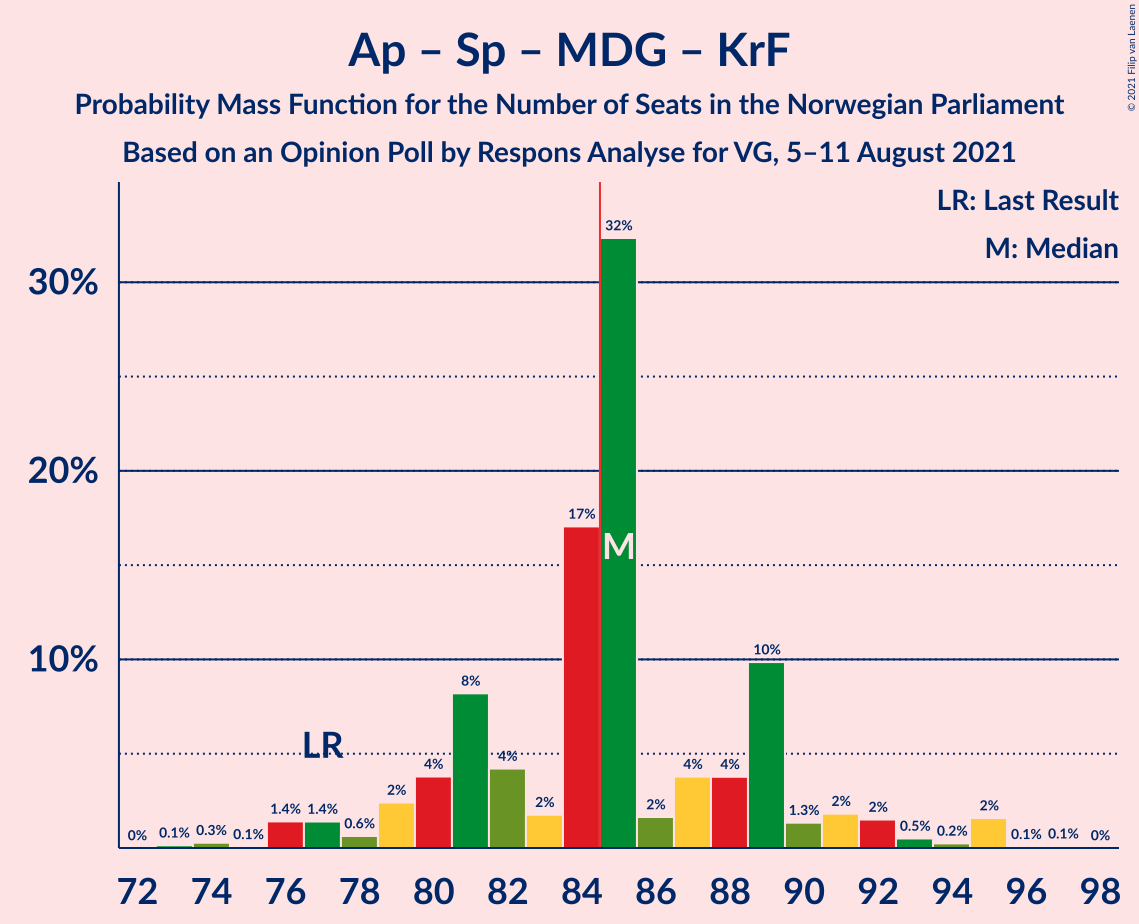 Ap – Sp – MDG – KrF
Probability Mass Function for the Number of Seats in the Norwegian Parliament
Based on an Opinion Poll by Respons Analyse for VG, 5–11 August 2021
© 2021 Filip van Laenen
LR: Last Result
M: Median
30%
20%
10%
0% 0.1% 0.3% 0.1% 1.4% 1.4% 0.6% 2% 4% 8% 4% 2% 17% 32% 2% 4% 4% 10% 1.3% 2% 2% 0.5% 0.2% 2% 0.1% 0.1% 0%
LR
M
72 74 76 78 80 82 84 86 88 90 92 94 96 98